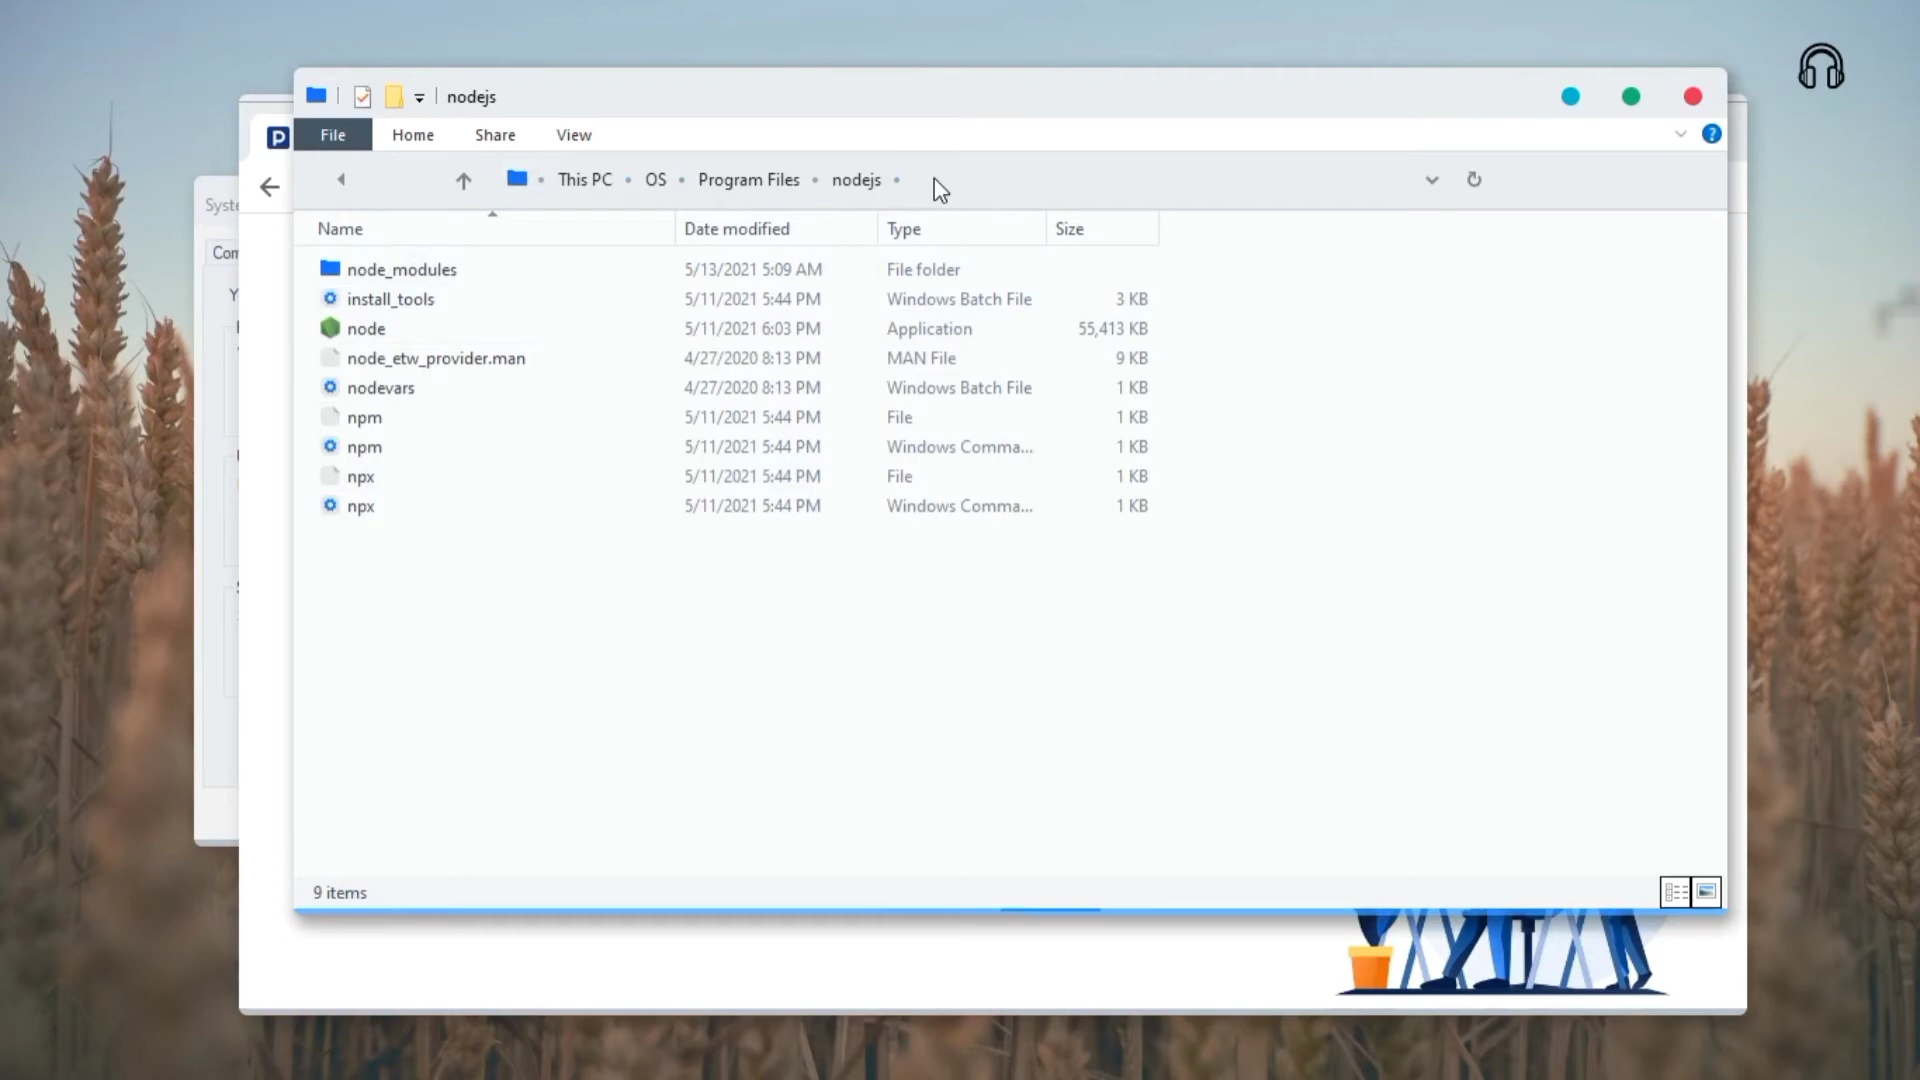 nodejs
P
File Home Share View
?
This PC OS Program Files nodejs
Syste
Com
Y
Name Date modified Type Size
node_modules 5/13/2021 5:09 AM File folder
install_tools 5/11/2021 5:44 PM Windows Batch File 3 KB
node 5/11/2021 6:03 PM Application 55,413 KB
node_etw_provider.man 4/27/2020 8:13 PM MAN File 9 KB
nodevars 4/27/2020 8:13 PM Windows Batch File 1 KB
npm 5/11/2021 5:44 PM File 1 KB
npm 5/11/2021 5:44 PM Windows Comma... 1 KB
npx 5/11/2021 5:44 PM File 1 KB
npx 5/11/2021 5:44 PM Windows Comma... 1 KB
9 items